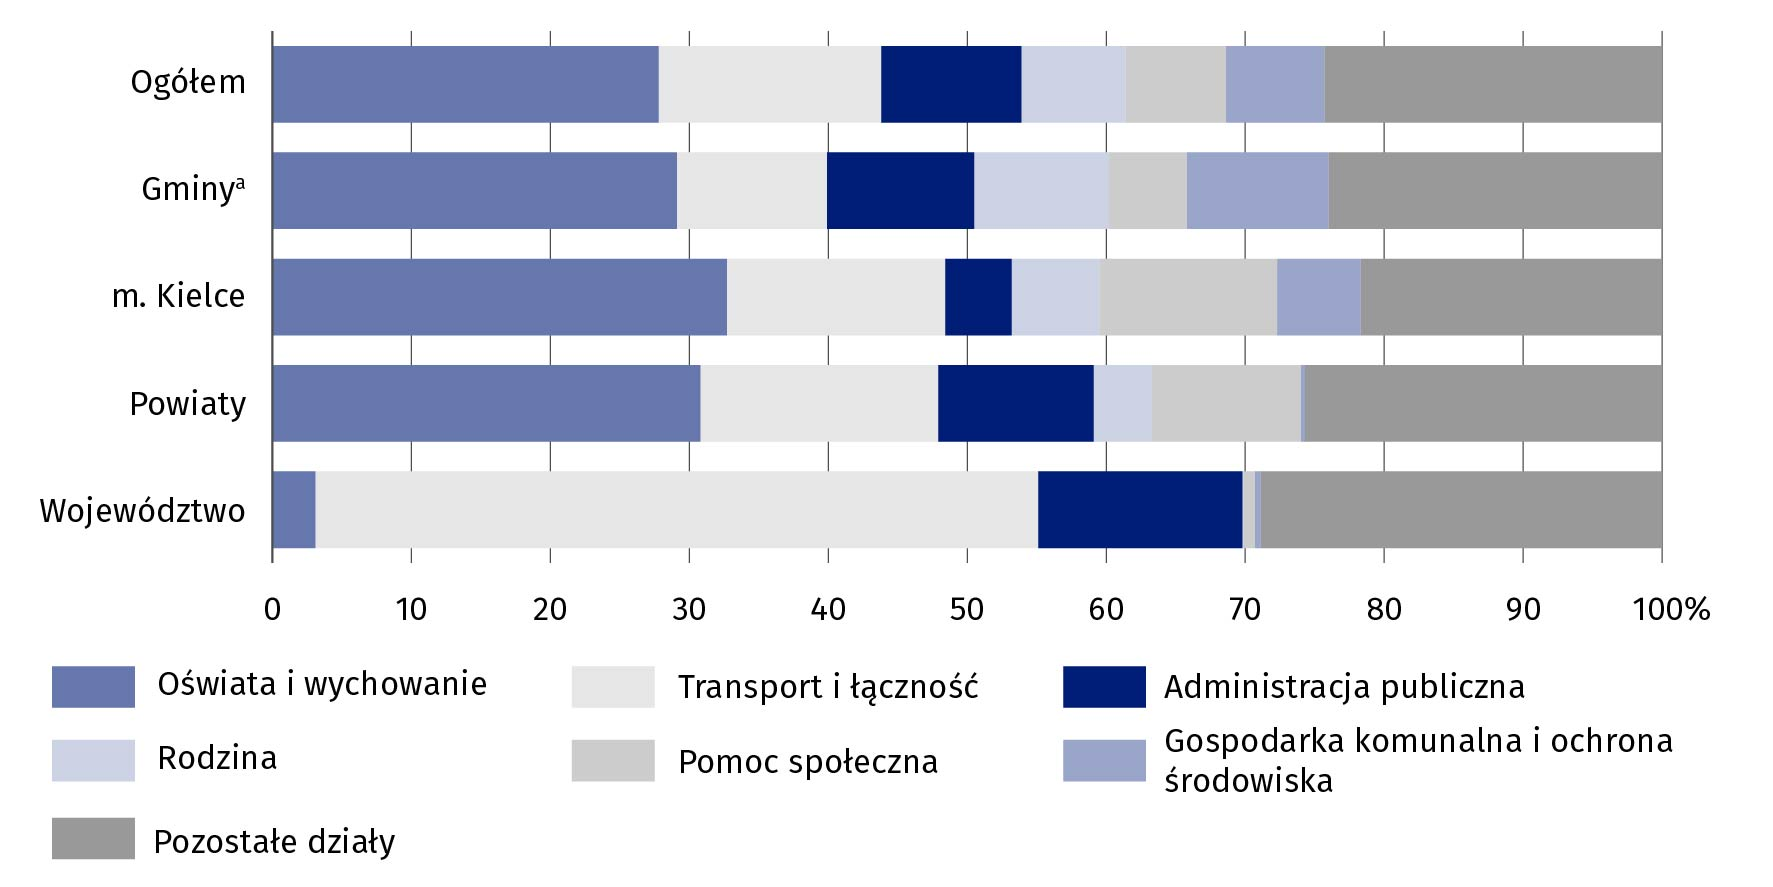 Ogółem
Gminyᵃ
m. Kielce
Powiaty
Województwo
0 10 20 30 40 50 60 70 80 90 100%
Oświata i wychowanie
Transport i łączność
Administracja publiczna
Rodzina
Pomoc społeczna
Gospodarka komunalna i ochrona
środowiska
Pozostałe działy